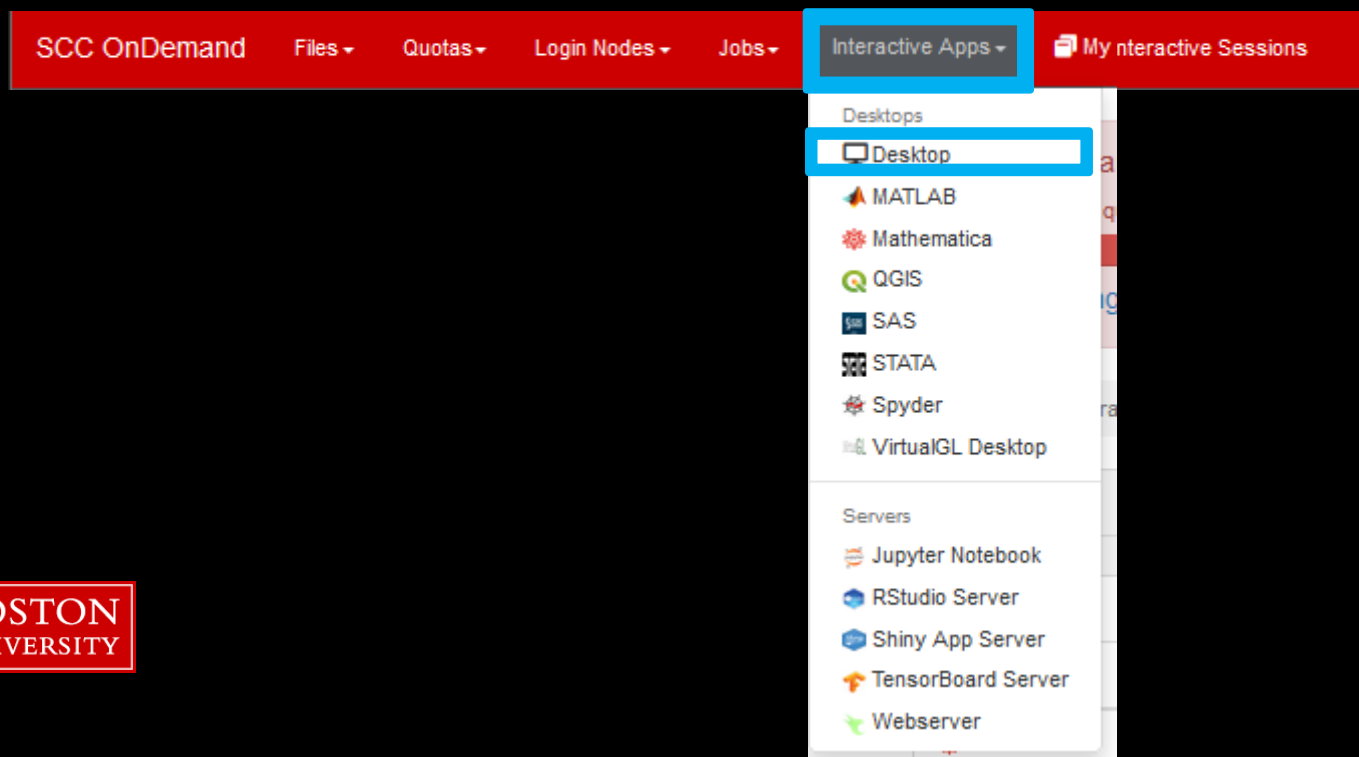 SCC OnDemand Files Quotas Login Nodes Jobs Interactive Apps My nteractive Sessions
Desktops
Desktop
MATLAB
Mathematica
QGIS
SAS
STATA
Spyder
VirtualGL Desktop
Servers
Jupyter Notebook
RStudio Server
Shiny App Server
TensorBoard Server
Webserver
OSTON
VERSITY